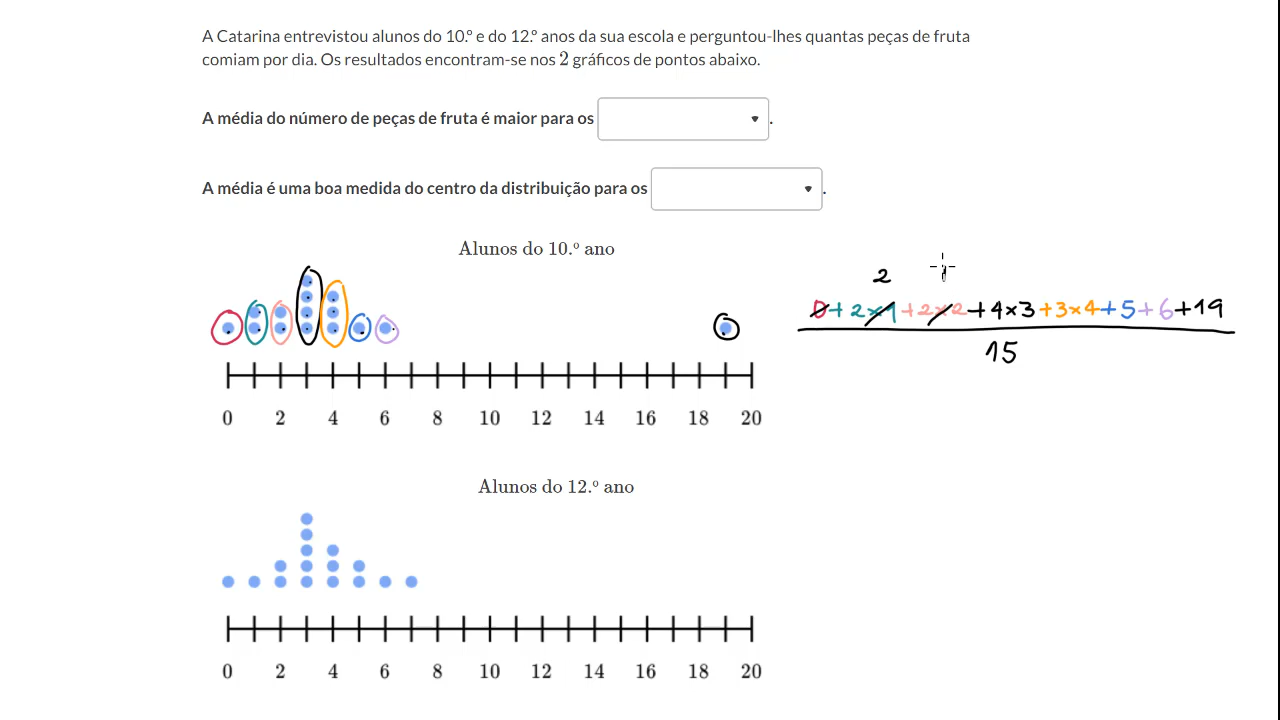 A Catarina entrevistou alunos do 10.º e do 12.º anos da sua escola e perguntou-lhes quantas peças de fruta
comiam por dia. Os resultados encontram-se nos 2 gráficos de pontos abaixo.
A média do número de peças de fruta é maior para os .
A média é uma boa medida do centro da distribuição para os .
Alunos do 10.º ano
2
0+2×1+2×2+4×3+3×4+5+6+19
15
0 2 4 6 8 10 12 14 16 18 20
Alunos do 12.º ano
0 2 4 6 8 10 12 14 16 18 20